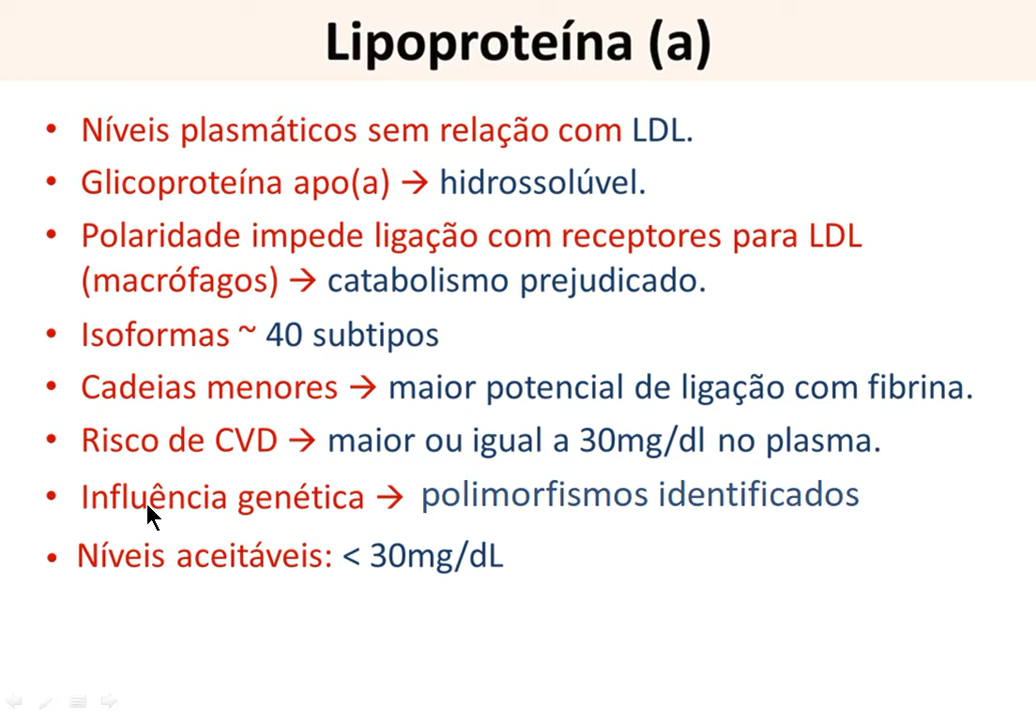 Lipoproteína (a)
• Níveis plasmáticos sem relação com LDL.
• Glicoproteína apo(a) → hidrossolúvel.
• Polaridade impede ligação com receptores para LDL
(macrófagos) → catabolismo prejudicado.
• Isoformas ~ 40 subtipos
• Cadeias menores → maior potencial de ligação com fibrina.
• Risco de CVD → maior ou igual a 30mg/dl no plasma.
• Influência genética → polimorfismos identificados
• Níveis aceitáveis: < 30mg/dL